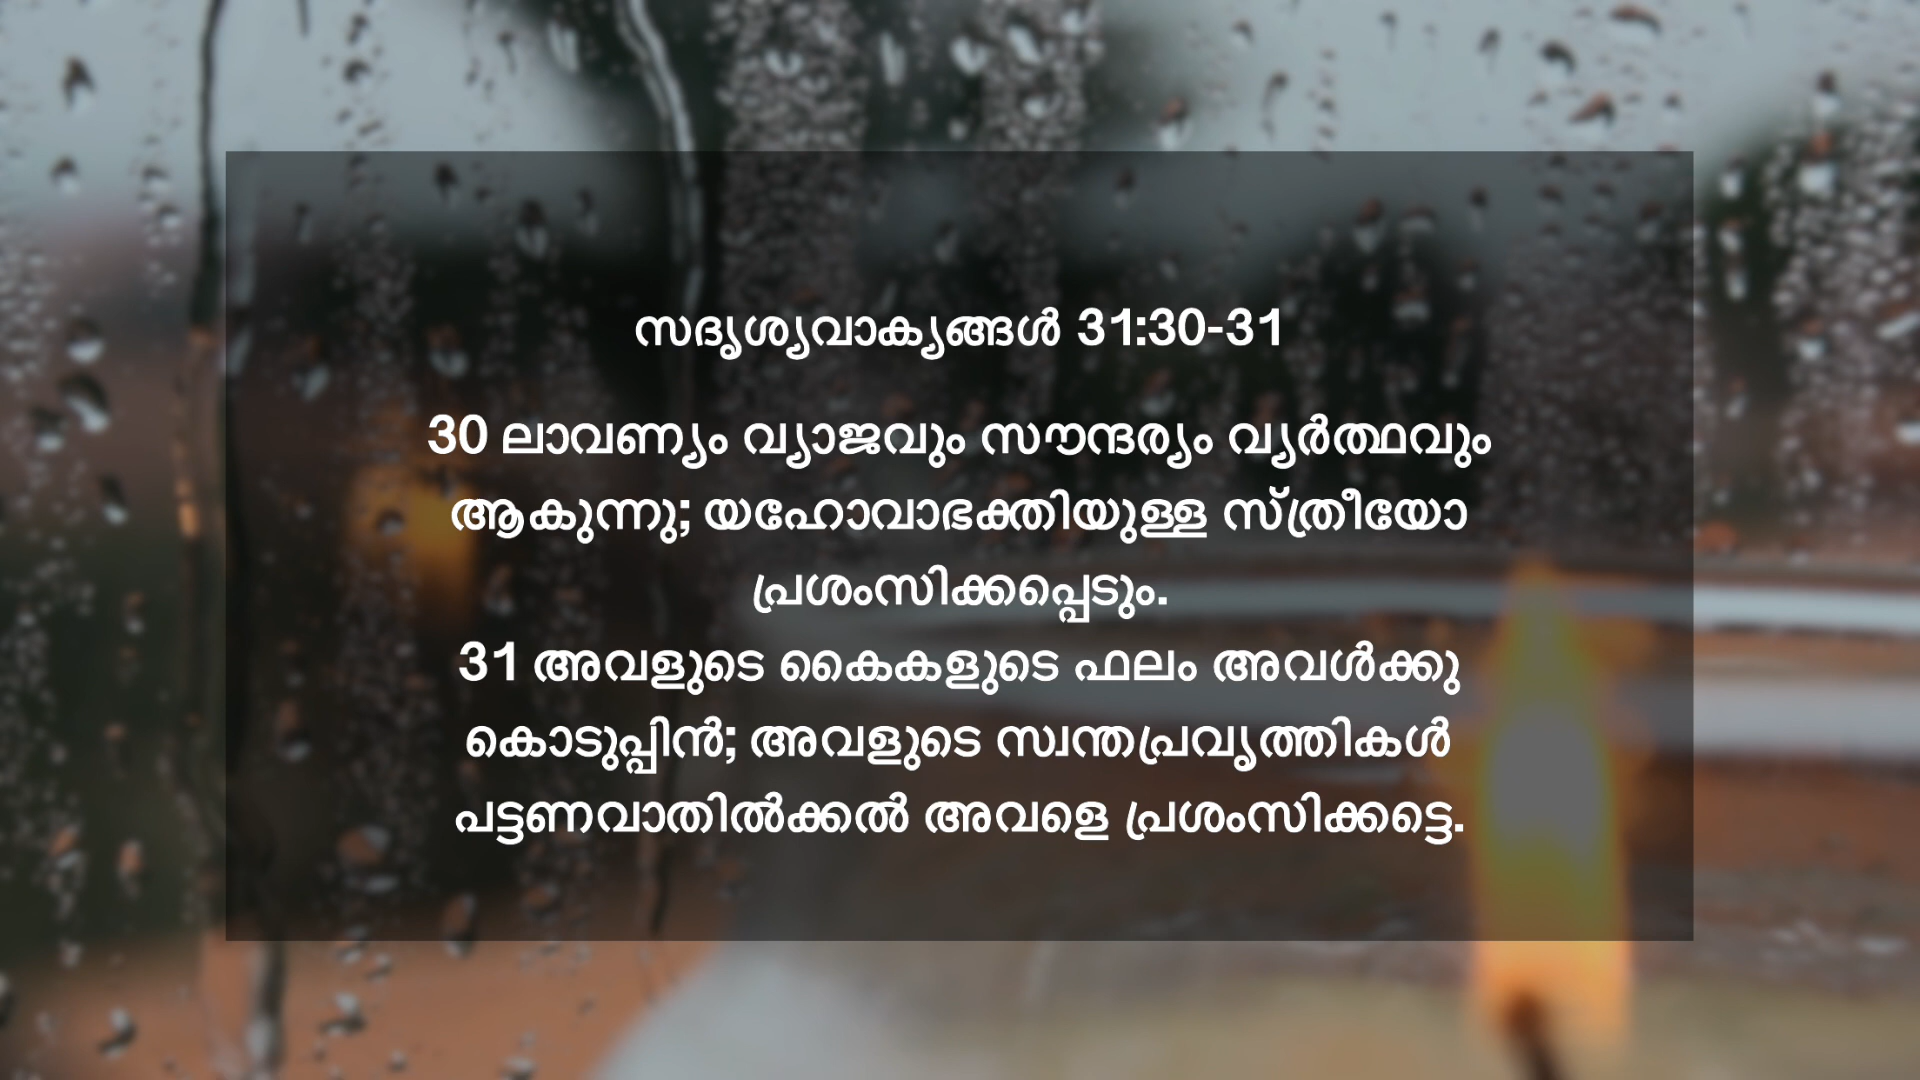 സദൃശ്യവാക്യങ്ങൾ 31:30-31
30 ലാവണ്യം വ്യാജവും സൗന്ദര്യം വ്യർത്ഥവും
ആകുന്നു; യഹോവാഭക്തിയുള്ള സ്ത്രീയോ
പ്രശംസിക്കപ്പെടും.
31 അവളുടെ കൈകളുടെ ഫലം അവൾക്കു
കൊടുപ്പിൻ; അവളുടെ സ്വന്തപ്രവൃത്തികൾ
പട്ടണവാതിൽക്കൽ അവളെ പ്രശംസിക്കട്ടെ.